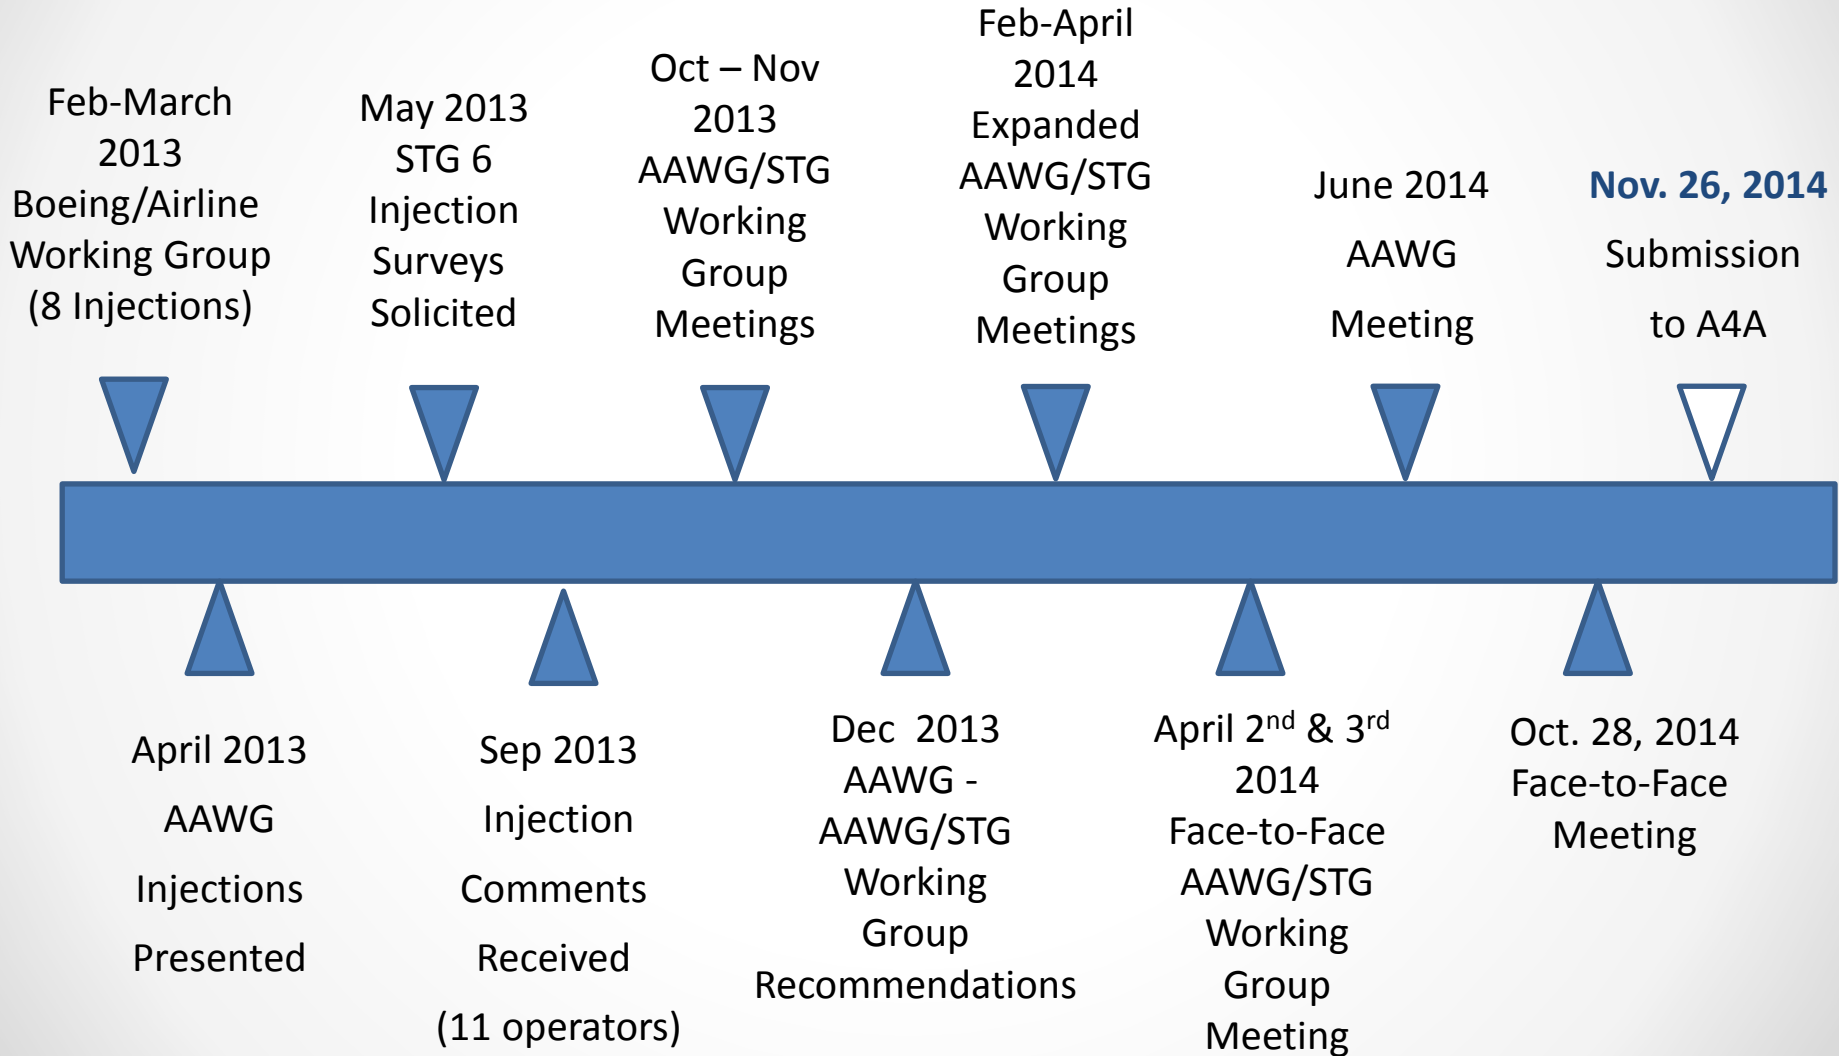 Feb-March
2013
Boeing/Airline
Working Group
(8 Injections)
May 2013
STG 6
Injection
Surveys
Solicited
Oct – Nov
2013
AAWG/STG
Working
Group
Meetings
Feb-April
2014
Expanded
AAWG/STG
Working
Group
Meetings
June 2014
AAWG
Meeting
Nov. 26, 2014
Submission
to A4A
April 2013
AAWG
Injections
Presented
Sep 2013
Injection
Comments
Received
(11 operators)
Dec  2013
AAWG -
AAWG/STG
Working
Group
Recommendations
April 2nd & 3rd
2014
Face-to-Face
AAWG/STG
Working
Group
Meeting
Oct. 28, 2014
Face-to-Face
Meeting